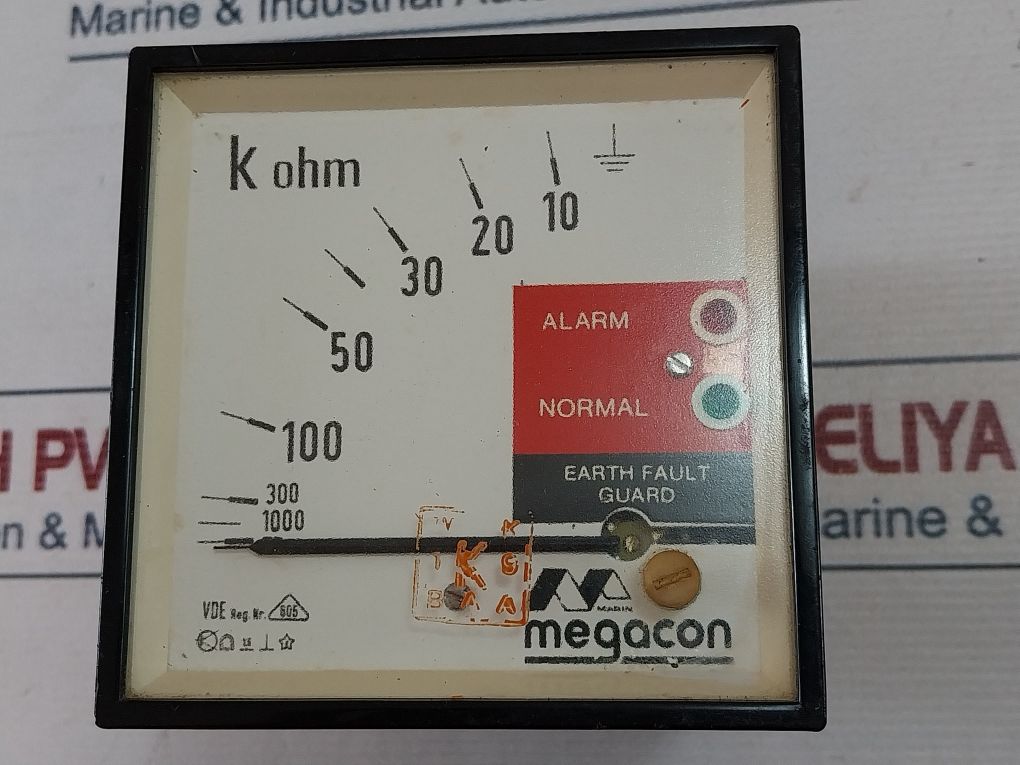 Marine & Industrial
k ohm
10
20
30
50
100
300
1000
ALARM
NORMAL
EARTH FAULT
GUARD
H PV
ELIYA
n & M
arine &
K
K
B A A
VDE Reg. Nr. 605
MARIN
megacon